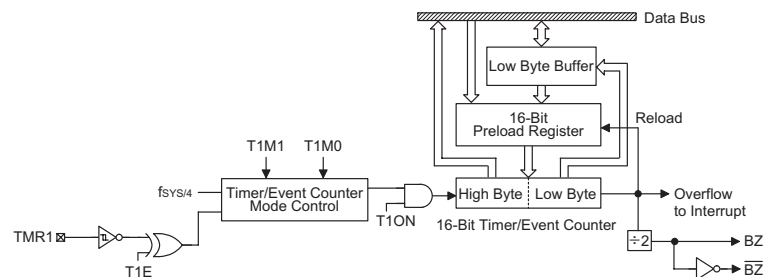 Data Bus
Low Byte Buffer
16-Bit
Preload Register
Reload
T1M1
T1M0
fSYS/4
Timer/Event Counter
Mode Control
T1ON
High Byte
Low Byte
Overflow
to Interrupt
16-Bit Timer/Event Counter
TMR1
T1E
÷2
BZ
B̅Z̅